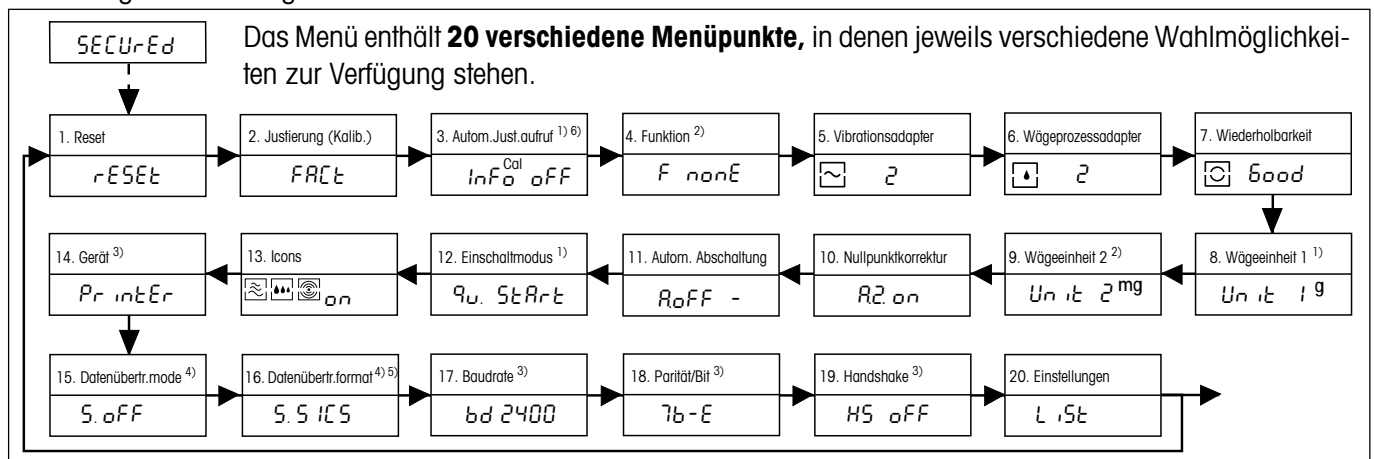 SECUrEd
Das Menü enthält 20 verschiedene Menüpunkte, in denen jeweils verschiedene Wahlmöglichkei-
ten zur Verfügung stehen.
1. Reset
rESEt
2. Justierung (Kalib.)
FACt
3. Autom.Just.aufruf 1) 6)
Cal
InFo oFF
4. Funktion 2)
F nonE
5. Vibrationsadapter
2
6. Wägeprozessadapter
2
7. Wiederholbarkeit
Good
8. Wägeeinheit 1 1)
Unit 1 g
9. Wägeeinheit 2 2)
Unit 2 mg
10. Nullpunktkorrektur
A.Z. on
11. Autom. Abschaltung
A.oFF -
12. Einschaltmodus 1)
qu. StArt
13. Icons
on
14. Gerät 3)
PrintEr
15. Datenübertr.mode 4)
S. oFF
16. Datenübertr.format 4) 5)
S. SICS
17. Baudrate 3)
bd 2400
18. Parität/Bit 3)
7b-E
19. Handshake 3)
HS oFF
20. Einstellungen
LiSt